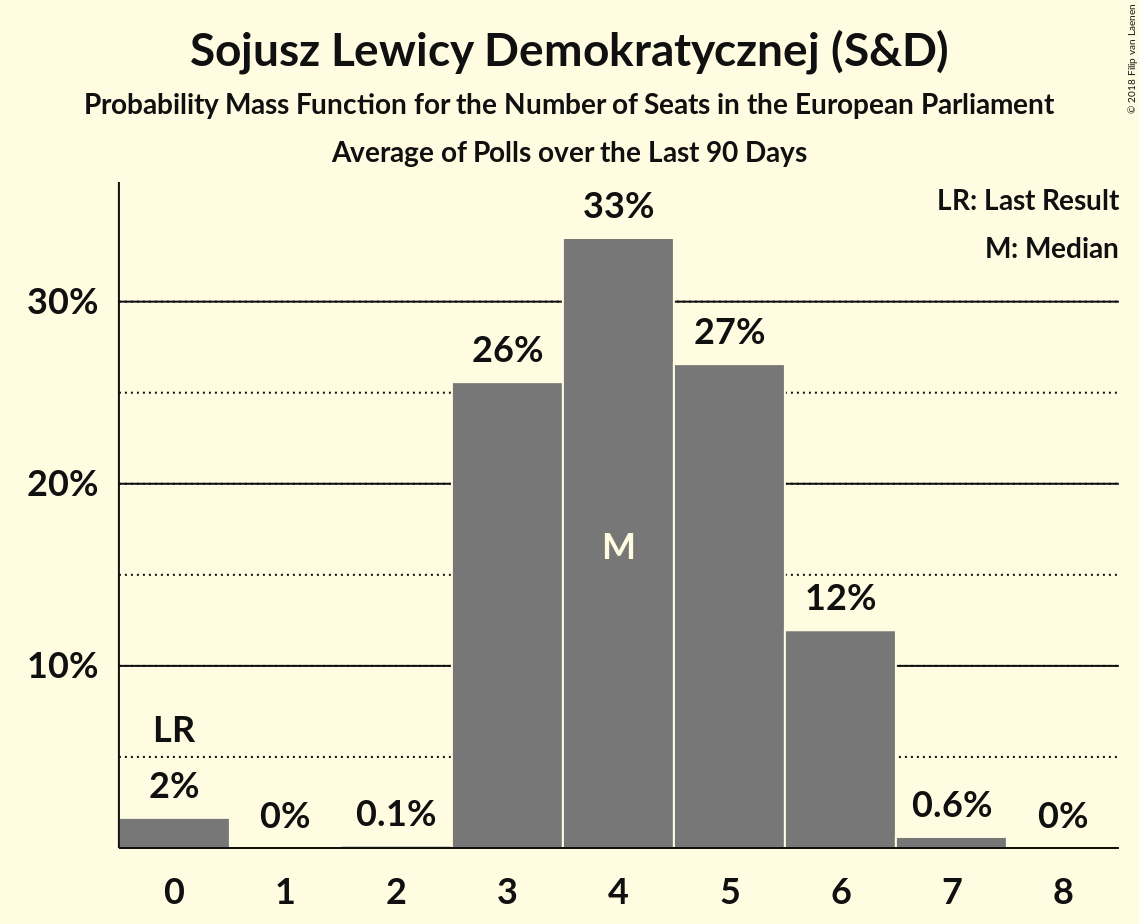 Sojusz Lewicy Demokratycznej (S&D)
Probability Mass Function for the Number of Seats in the European Parliament
Average of Polls over the Last 90 Days
© 2018 Filip van Laenen
LR: Last Result
M: Median
33%
30%
27%
26%
20%
M
12%
10%
LR
2%
0%
0.1%
0.6%
0%
0 1 2 3 4 5 6 7 8